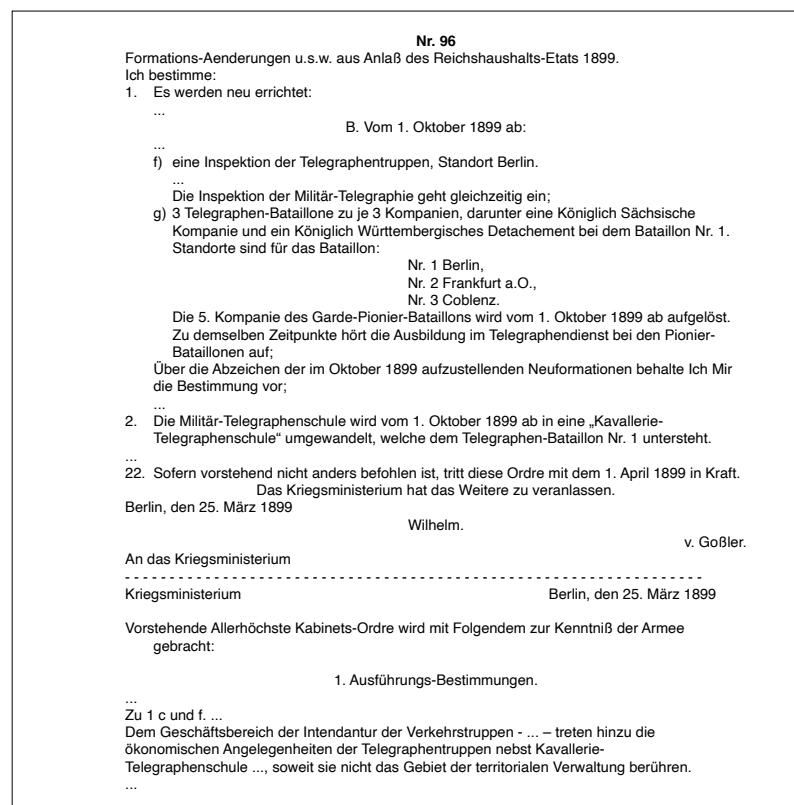 Nr. 96
Formations-Aenderungen u.s.w. aus Anlaß des Reichshaushalts-Etats 1899.
Ich bestimme:
1. Es werden neu errichtet:
...
B. Vom 1. Oktober 1899 ab:
...
f) eine Inspektion der Telegraphentruppen, Standort Berlin.
...
Die Inspektion der Militär-Telegraphie geht gleichzeitig ein;
g) 3 Telegraphen-Bataillone zu je 3 Kompanien, darunter eine Königlich Sächsische
Kompanie und ein Königlich Württembergisches Detachement bei dem Bataillon Nr. 1.
Standorte sind für das Bataillon:
Nr. 1 Berlin,
Nr. 2 Frankfurt a.O.,
Nr. 3 Coblenz.
Die 5. Kompanie des Garde-Pionier-Bataillons wird vom 1. Oktober 1899 ab aufgelöst.
Zu demselben Zeitpunkte hört die Ausbildung im Telegraphendienst bei den Pionier-
Bataillonen auf;
Über die Abzeichen der im Oktober 1899 aufzustellenden Neuformationen behalte Ich Mir
die Bestimmung vor;
...
2. Die Militär-Telegraphenschule wird vom 1. Oktober 1899 ab in eine „Kavallerie-
Telegraphenschule“ umgewandelt, welche dem Telegraphen-Bataillon Nr. 1 untersteht.
...
22. Sofern vorstehend nicht anders befohlen ist, tritt diese Ordre mit dem 1. April 1899 in Kraft.
Das Kriegsministerium hat das Weitere zu veranlassen.
Berlin, den 25. März 1899
Wilhelm.
v. Goßler.
An das Kriegsministerium
- - - - - - - - - - - - - - - - - - - - - - - - - - - - - - - - - - - - - - - - - - - - - - - - - - - - - - - - - - - - - - - - -
Kriegsministerium Berlin, den 25. März 1899
Vorstehende Allerhöchste Kabinets-Ordre wird mit Folgendem zur Kenntniß der Armee
gebracht:
1. Ausführungs-Bestimmungen.
...
Zu 1 c und f. ...
Dem Geschäftsbereich der Intendantur der Verkehrstruppen - ... – treten hinzu die
ökonomischen Angelegenheiten der Telegraphentruppen nebst Kavallerie-
Telegraphenschule ..., soweit sie nicht das Gebiet der territorialen Verwaltung berühren.
...